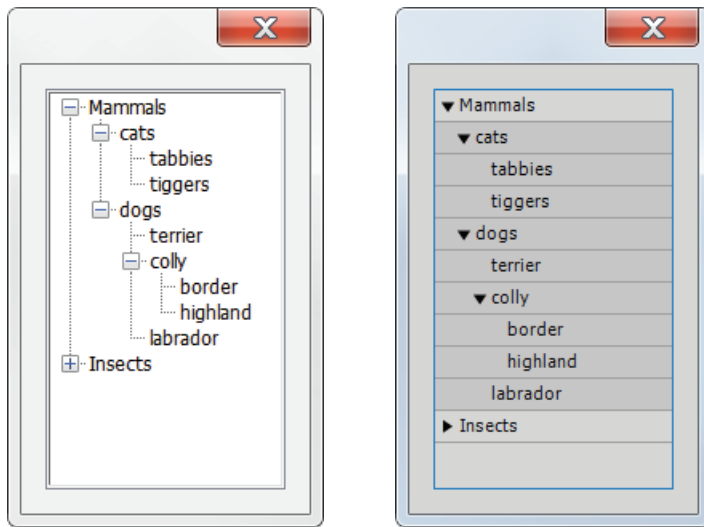 Mammals
cats
tabbies
tiggers
dogs
terrier
colly
border
highland
labrador
Insects
Mammals
cats
tabbies
tiggers
dogs
terrier
colly
border
highland
labrador
Insects